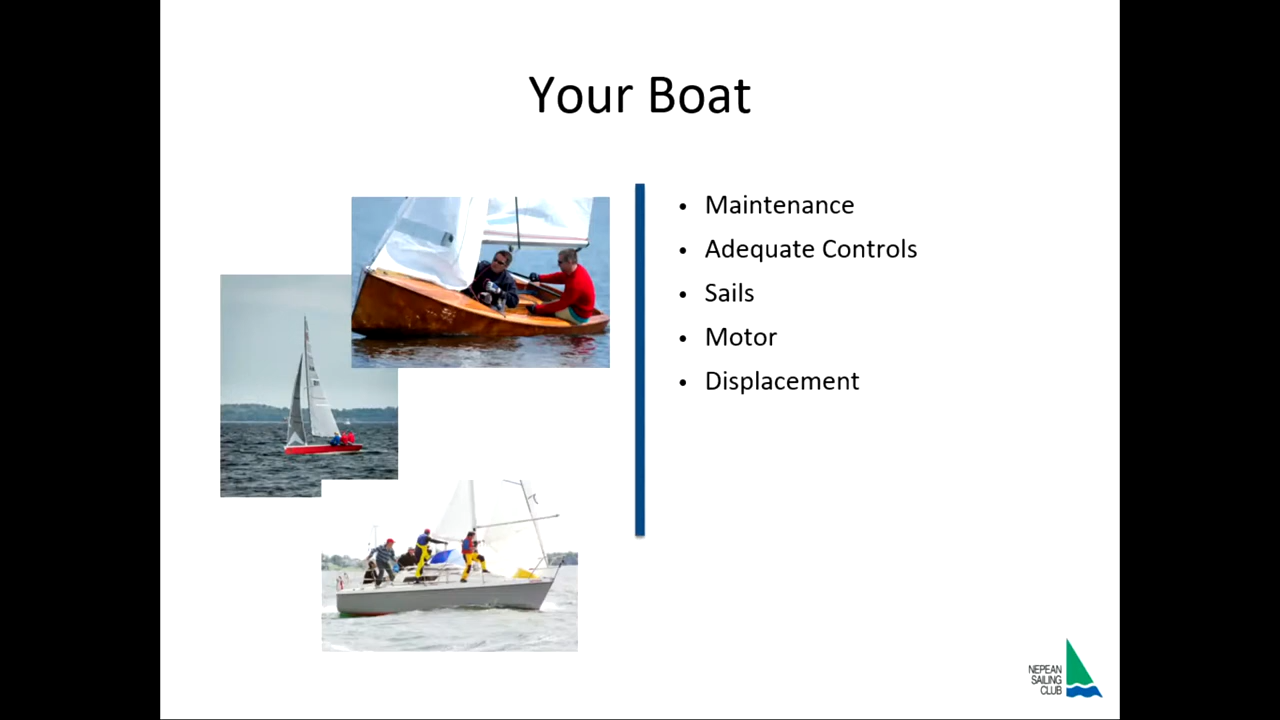 Your Boat
• Maintenance
• Adequate Controls
• Sails
• Motor
• Displacement
NEPEAN
SAILING
CLUB